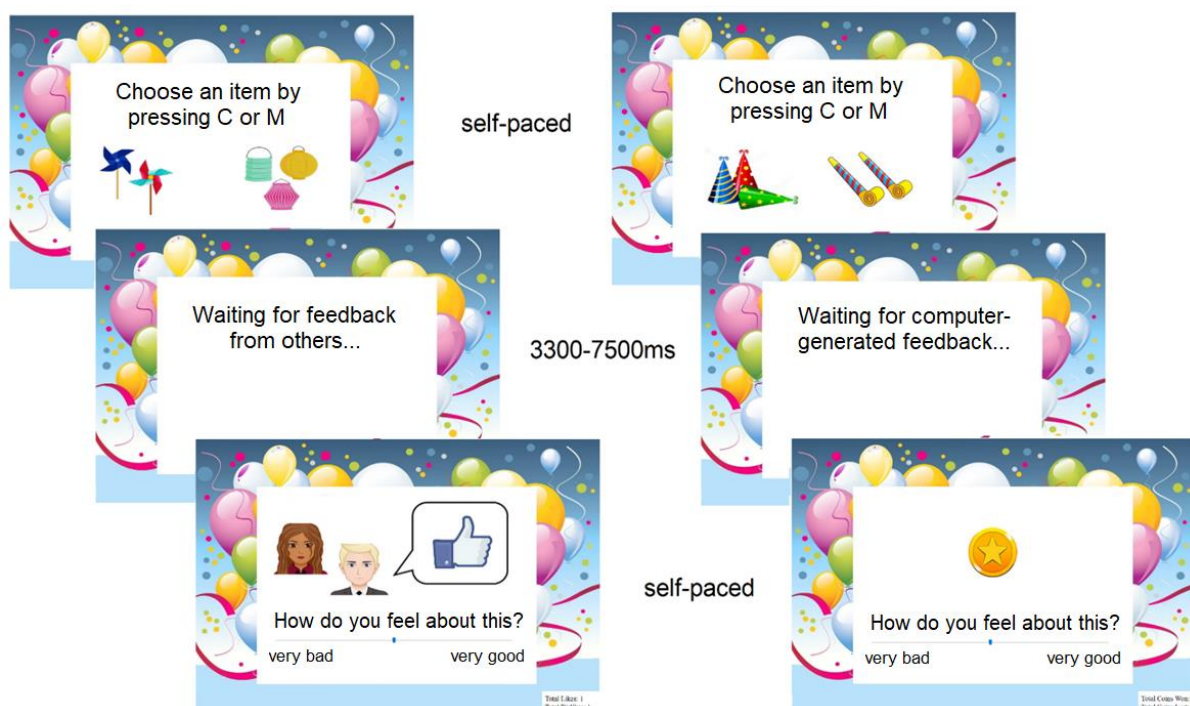 Choose an item by
pressing C or M
self-paced
Choose an item by
pressing C or M
Waiting for feedback
from others...
3300-7500ms
Waiting for computer-
generated feedback...
How do you feel about this?
very bad very good
Total Likes: 1
self-paced
How do you feel about this?
very bad very good
Total Coins Won: